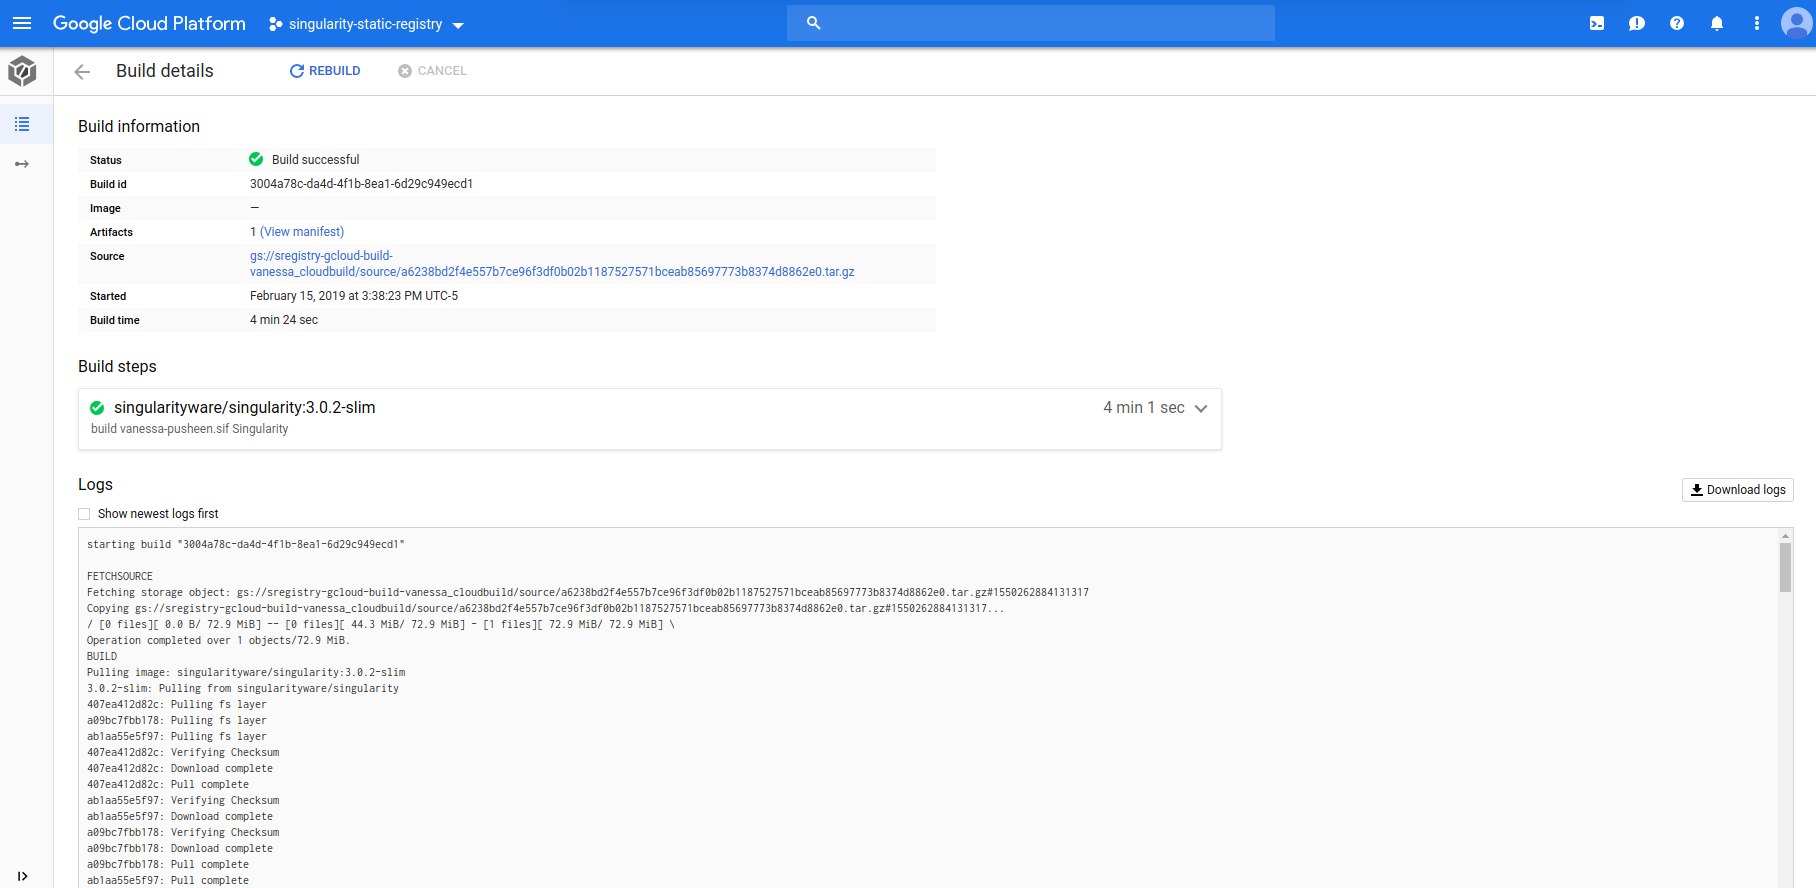 Google Cloud Platform
singularity-static-registry
Build details
REBUILD
CANCEL
Build information
Status
Build successful
Build id
3004a78c-da4d-4f1b-8ea1-6d29c949ecd1
Image
—
Artifacts
1 (View manifest)
Source
gs://sregistry-gcloud-build-
vanessa_cloudbuild/source/a6238bd2f4e557b7ce96f3df0b02b1187527571bceab85697773b8374d8862e0.tar.gz
Started
February 15, 2019 at 3:38:23 PM UTC-5
Build time
4 min 24 sec
Build steps
singularityware/singularity:3.0.2-slim
4 min 1 sec
build vanessa-pusheen.sif Singularity
Logs
Download logs
Show newest logs first
starting build "3004a78c-da4d-4f1b-8ea1-6d29c949ecd1"
FETCHSOURCE
Fetching storage object: gs://sregistry-gcloud-build-vanessa_cloudbuild/source/a6238bd2f4e557b7ce96f3df0b02b1187527571bceab85697773b8374d8862e0.tar.gz#1550262884131317
Copying gs://sregistry-gcloud-build-vanessa_cloudbuild/source/a6238bd2f4e557b7ce96f3df0b02b1187527571bceab85697773b8374d8862e0.tar.gz#1550262884131317...
/ [0 files][ 0.0 B/ 72.9 MiB] -- [0 files][ 44.3 MiB/ 72.9 MiB] - [1 files][ 72.9 MiB/ 72.9 MiB] \
Operation completed over 1 objects/72.9 MiB.
BUILD
Pulling image: singularityware/singularity:3.0.2-slim
3.0.2-slim: Pulling from singularityware/singularity
407ea412d82c: Pulling fs layer
a09bc7fbb178: Pulling fs layer
ab1aa55e5f97: Pulling fs layer
407ea412d82c: Verifying Checksum
407ea412d82c: Download complete
407ea412d82c: Pull complete
ab1aa55e5f97: Verifying Checksum
ab1aa55e5f97: Download complete
a09bc7fbb178: Verifying Checksum
a09bc7fbb178: Download complete
a09bc7fbb178: Pull complete
ab1aa55e5f97: Pull complete